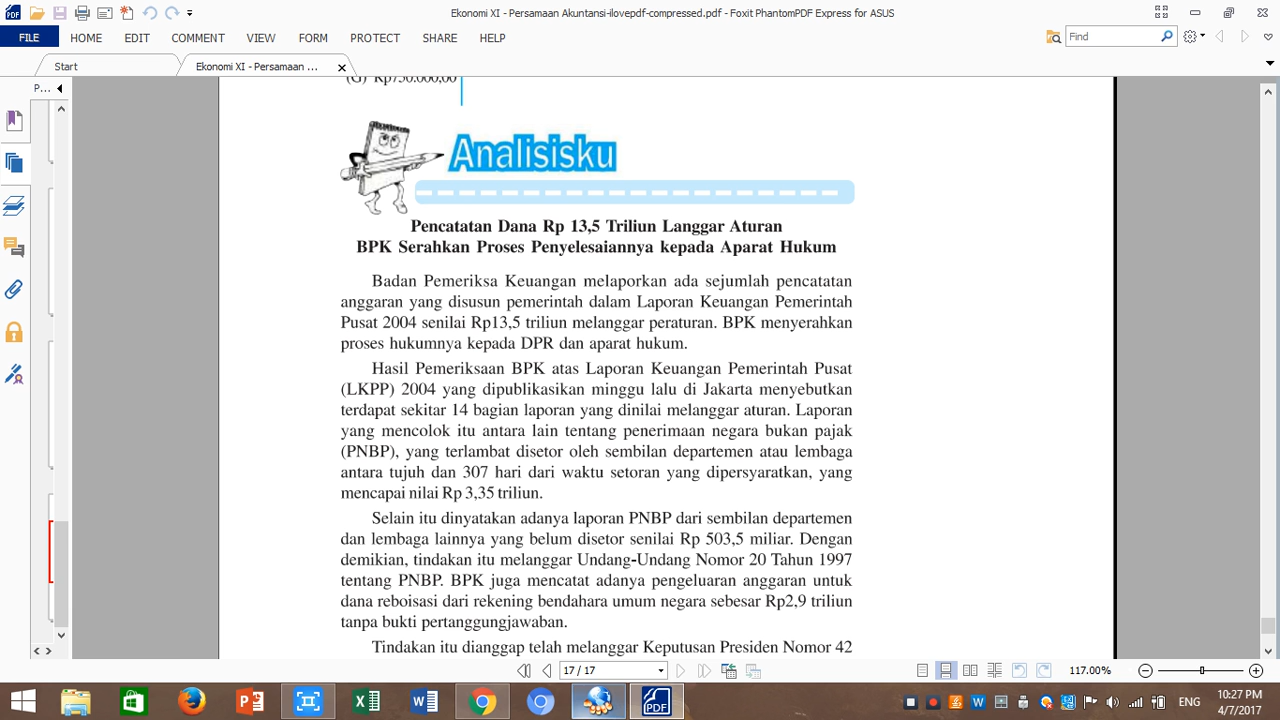 Ekonomi XI - Persamaan Akuntansi-ilovepdf-compressed.pdf - Foxit PhantomPDF Express for ASUS
FILE HOME EDIT COMMENT VIEW FORM PROTECT SHARE HELP
Find
Start
Ekonomi XI - Persamaan ...
P...
(G) Rp750.000,00
Analisisku
Pencatatan Dana Rp 13,5 Triliun Langgar Aturan
BPK Serahkan Proses Penyelesaiannya kepada Aparat Hukum
Badan Pemeriksa Keuangan melaporkan ada sejumlah pencatatan
anggaran yang disusun pemerintah dalam Laporan Keuangan Pemerintah
Pusat 2004 senilai Rp13,5 triliun melanggar peraturan. BPK menyerahkan
proses hukumnya kepada DPR dan aparat hukum.
Hasil Pemeriksaan BPK atas Laporan Keuangan Pemerintah Pusat
(LKPP) 2004 yang dipublikasikan minggu lalu di Jakarta menyebutkan
terdapat sekitar 14 bagian laporan yang dinilai melanggar aturan. Laporan
yang mencolok itu antara lain tentang penerimaan negara bukan pajak
(PNBP), yang terlambat disetor oleh sembilan departemen atau lembaga
antara tujuh dan 307 hari dari waktu setoran yang dipersyaratkan, yang
mencapai nilai Rp 3,35 triliun.
Selain itu dinyatakan adanya laporan PNBP dari sembilan departemen
dan lembaga lainnya yang belum disetor senilai Rp 503,5 miliar. Dengan
demikian, tindakan itu melanggar Undang-Undang Nomor 20 Tahun 1997
tentang PNBP. BPK juga mencatat adanya pengeluaran anggaran untuk
dana reboisasi dari rekening bendahara umum negara sebesar Rp2,9 triliun
tanpa bukti pertanggungjawaban.
Tindakan itu dianggap telah melanggar Keputusan Presiden Nomor 42
17 / 17
117.00%
ENG
10:27 PM
4/7/2017